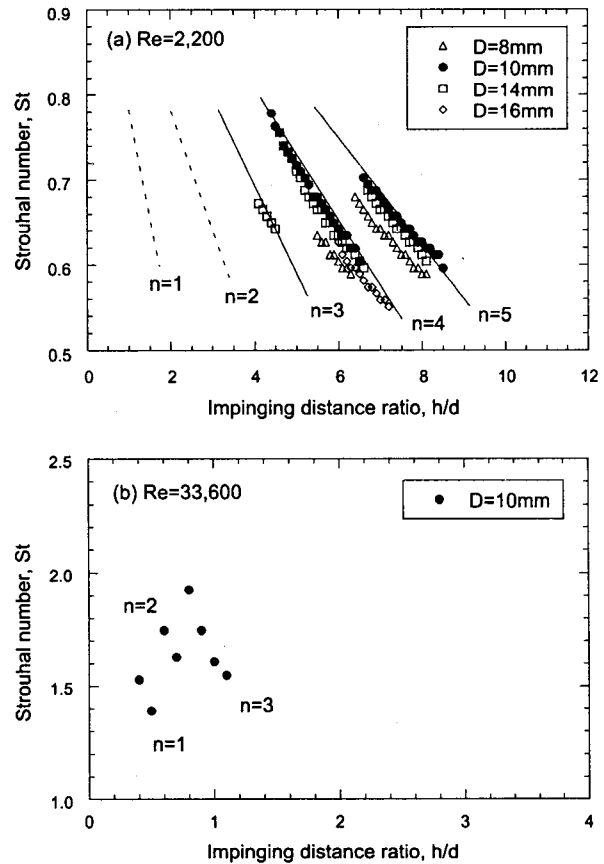 (a) Re=2,200
D=8mm
D=10mm
D=14mm
D=16mm
0.9
0.8
0.7
0.6
0.5
Strouhal number, St
n=1
n=2
n=3
n=4
n=5
0 2 4 6 8 10 12
Impinging distance ratio, h/d
(b) Re=33,600
D=10mm
2.5
2.0
1.5
1.0
Strouhal number, St
n=2
n=1
n=3
0 1 2 3 4
Impinging distance ratio, h/d